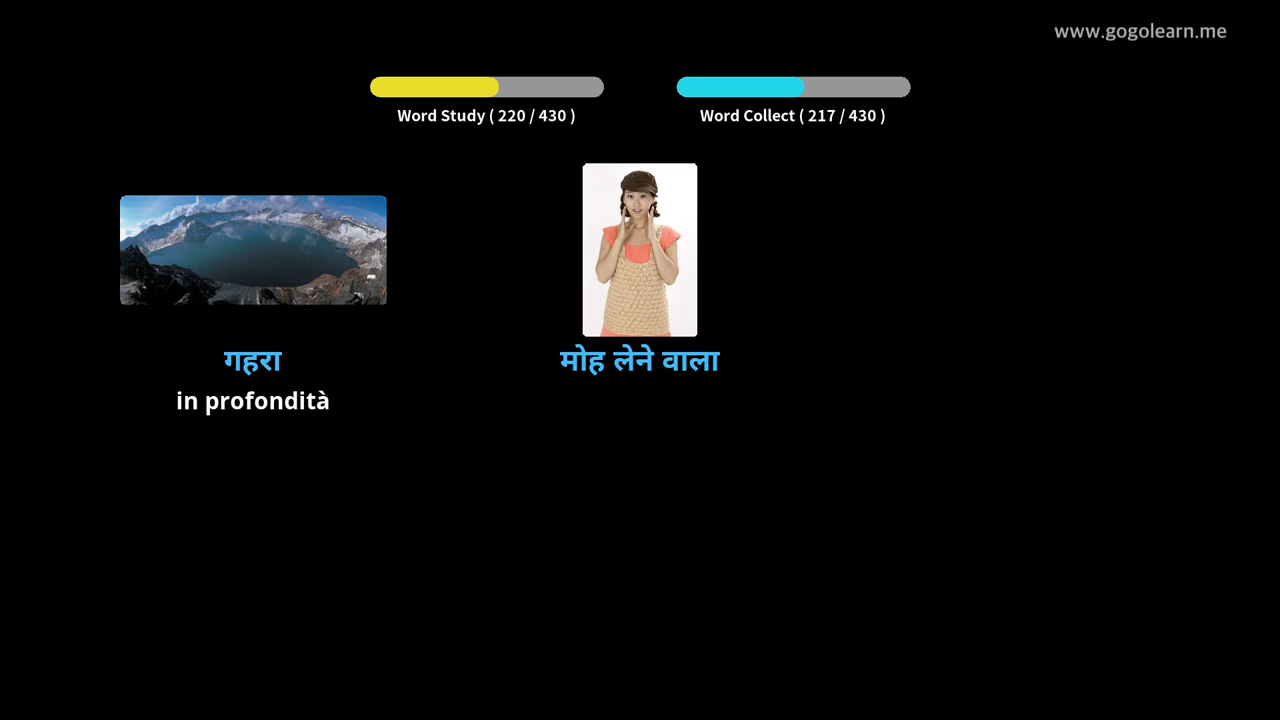 www.gogolearn.me
Word Study ( 220 / 430 )
Word Collect ( 217 / 430 )
गहरा
in profondità
मोह लेने वाला